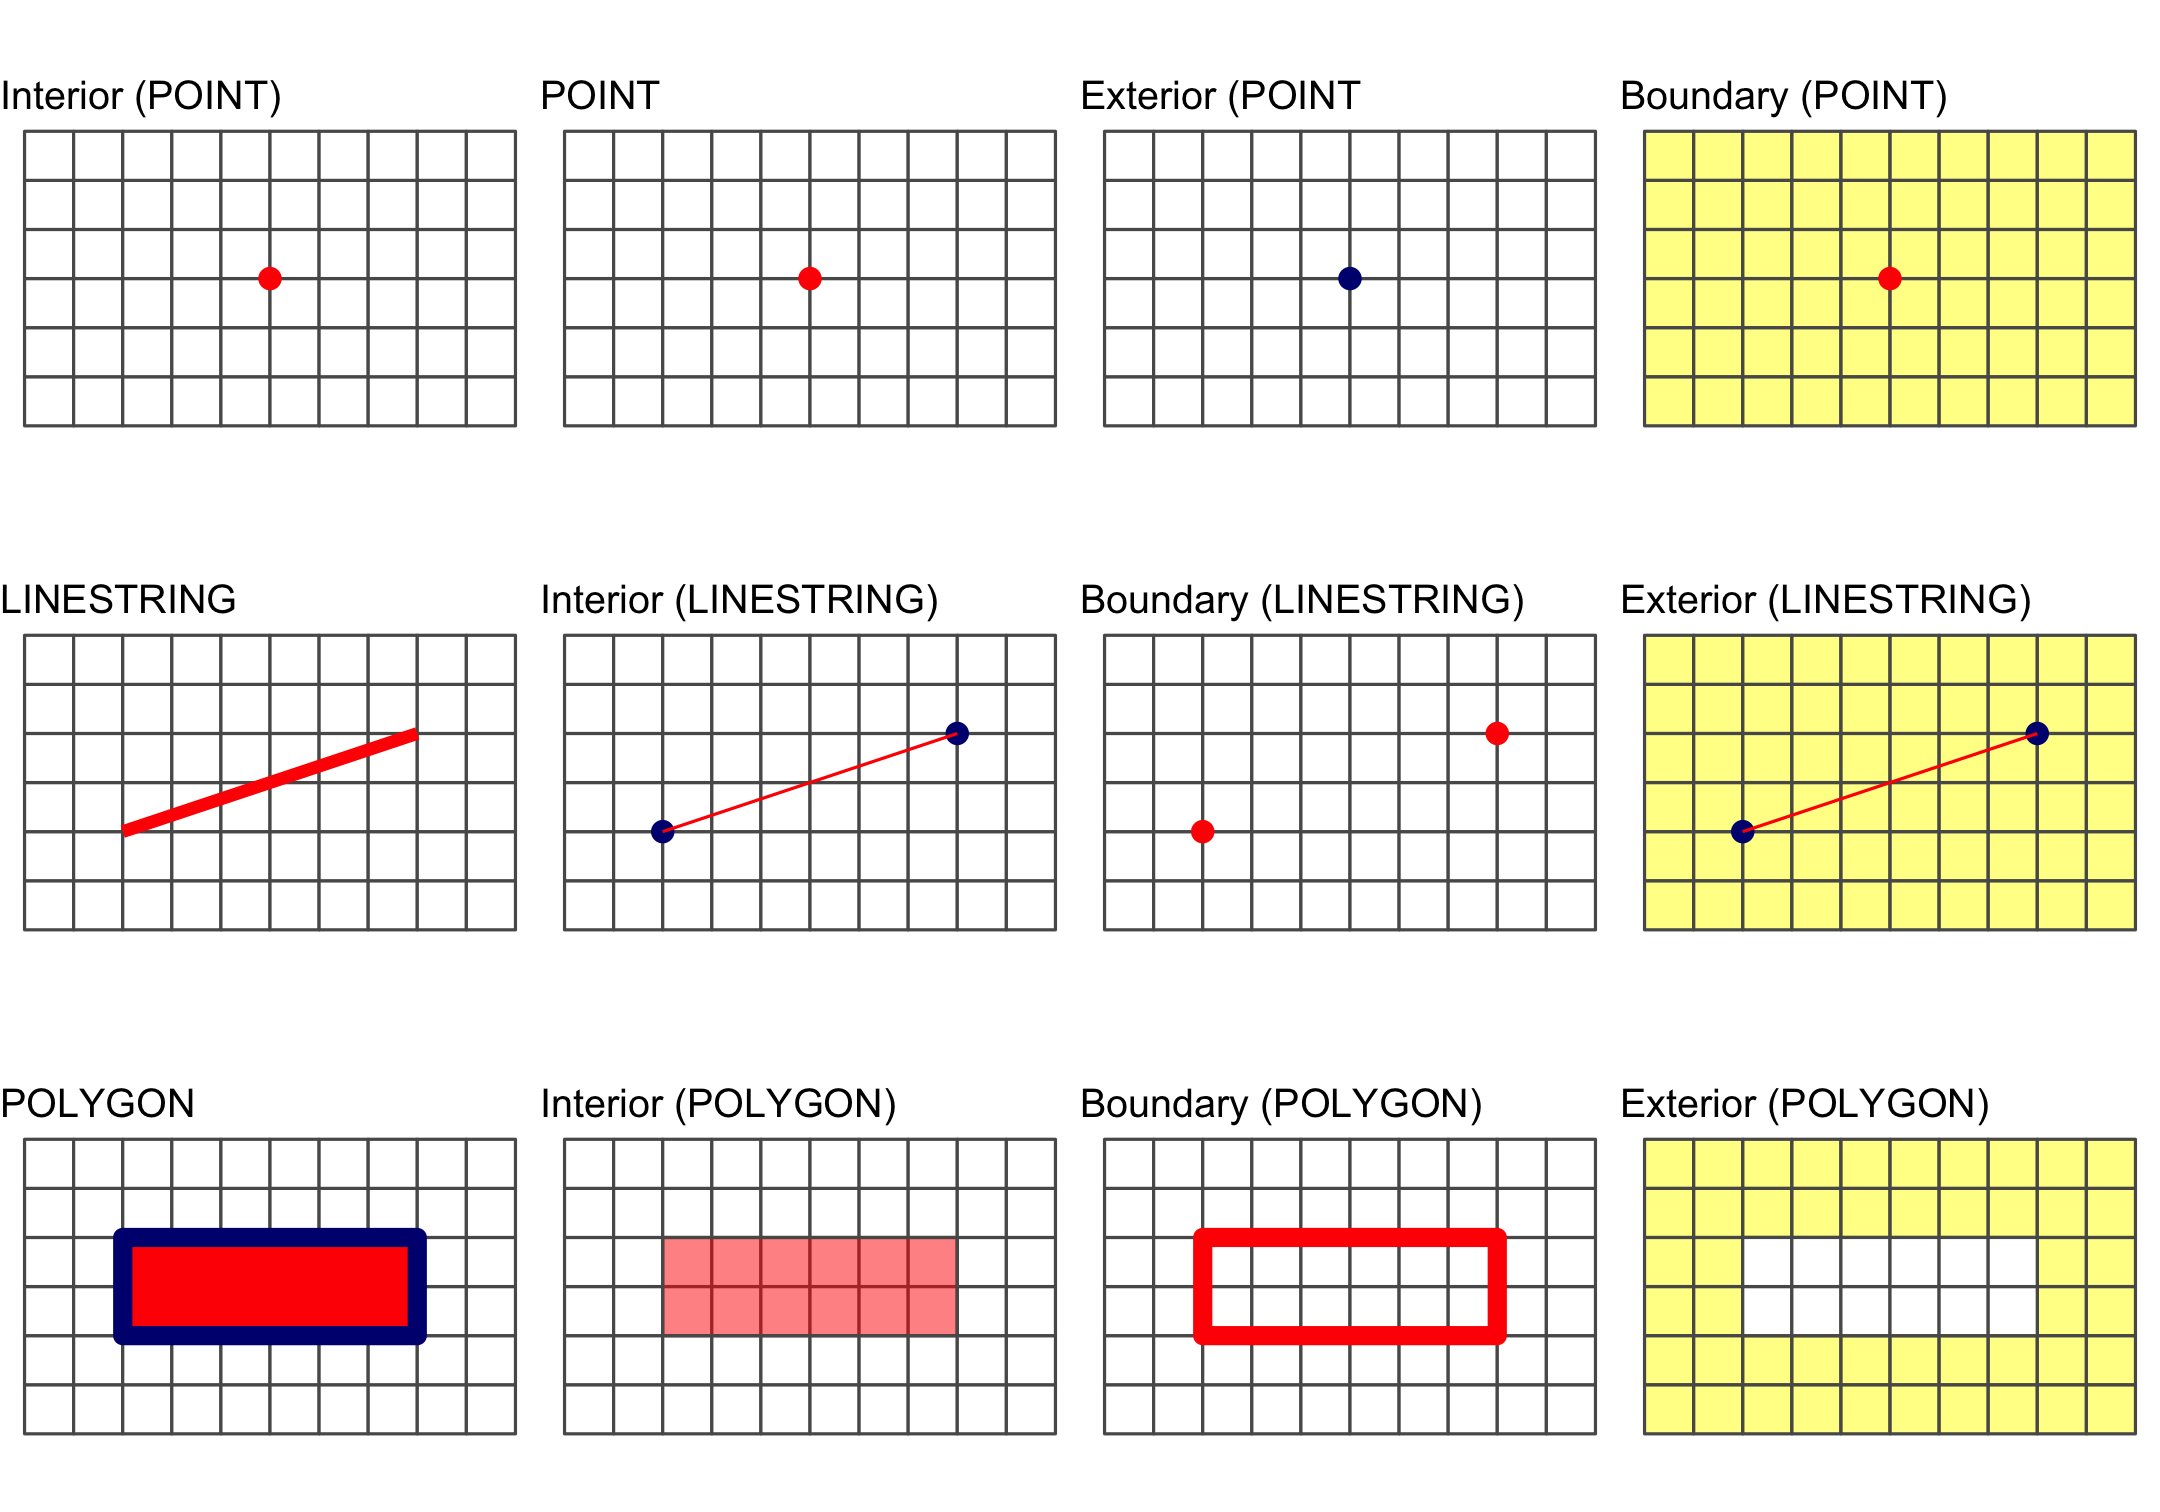 Interior (POINT)
POINT
Exterior (POINT
Boundary (POINT)
LINESTRING
Interior (LINESTRING)
Boundary (LINESTRING)
Exterior (LINESTRING)
POLYGON
Interior (POLYGON)
Boundary (POLYGON)
Exterior (POLYGON)